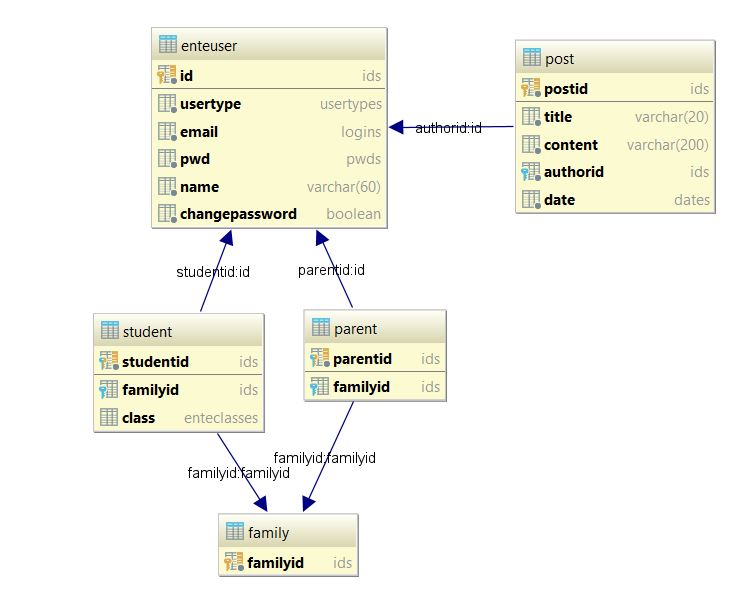 enteuser
id ids
usertype usertypes
email logins
pwd pwds
name varchar(60)
changepassword boolean
post
postid ids
title varchar(20)
content varchar(200)
authorid ids
date dates
authorid:id
studentid:id
parentid:id
student
studentid ids
familyid ids
class enteclasses
parent
parentid ids
familyid ids
familyid:familyid
familyid:familyid
family
familyid ids